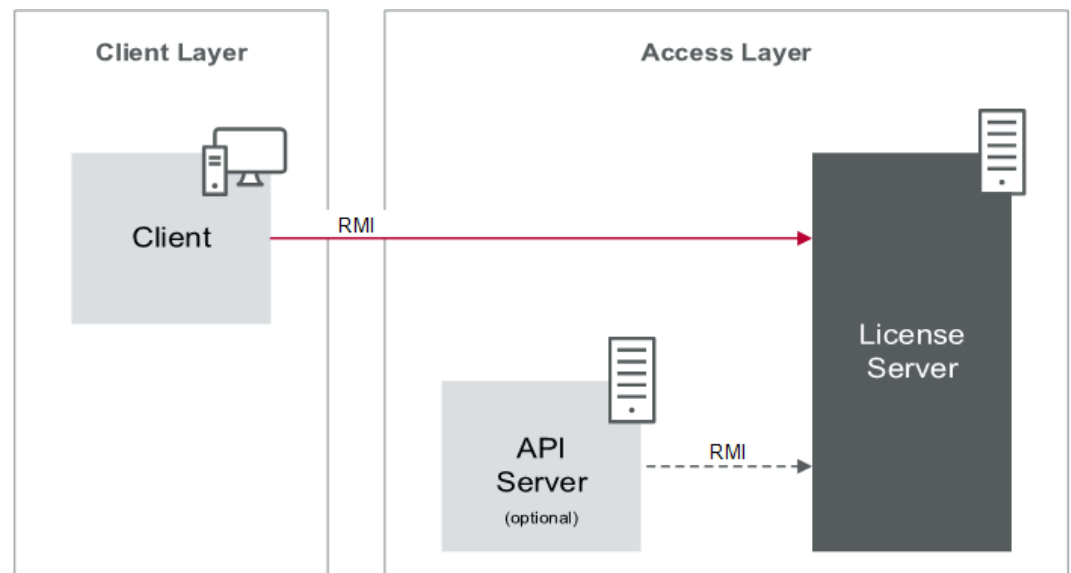 Client Layer
Access Layer
Client
RMI
License
Server
API
Server
(optional)
RMI